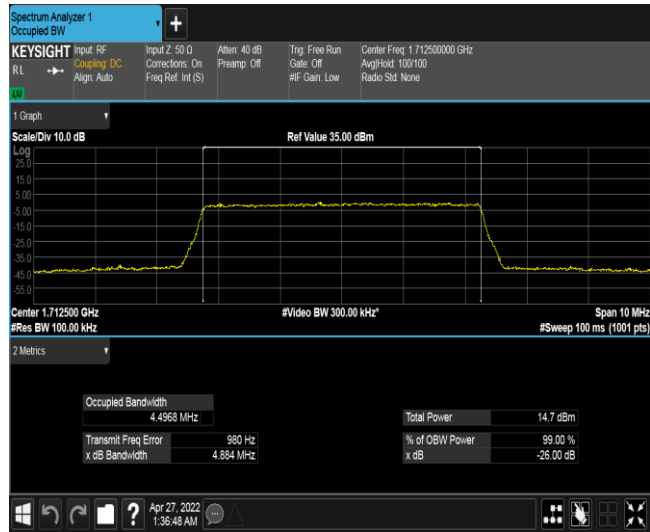 Spectrum Analyzer 1
Occupied BW
+
KEYSIGHT
RL
Input: RF
Coupling: DC
Align: Auto
Input Z: 50 Ω
Corrections: On
Freq Ref: Int (S)
Atten: 40 dB
Preamp: Off
Trig: Free Run
Gate: Off
#IF Gain: Low
Center Freq: 1.712500000 GHz
Avg|Hold: 100/100
Radio Std: None
1 Graph
Scale/Div 10.0 dB
Ref Value 35.00 dBm
Log
25.0
15.0
5.00
-5.00
-15.0
-25.0
-35.0
-45.0
-55.0
Center 1.712500 GHz
#Video BW 300.00 kHz*
Span 10 MHz
#Res BW 100.00 kHz
#Sweep 100 ms (1001 pts)
2 Metrics
Occupied Bandwidth
4.4968 MHz
Total Power 14.7 dBm
Transmit Freq Error 980 Hz
% of OBW Power 99.00 %
x dB Bandwidth 4.884 MHz
x dB -26.00 dB
?
Apr 27, 2022
1:36:48 AM